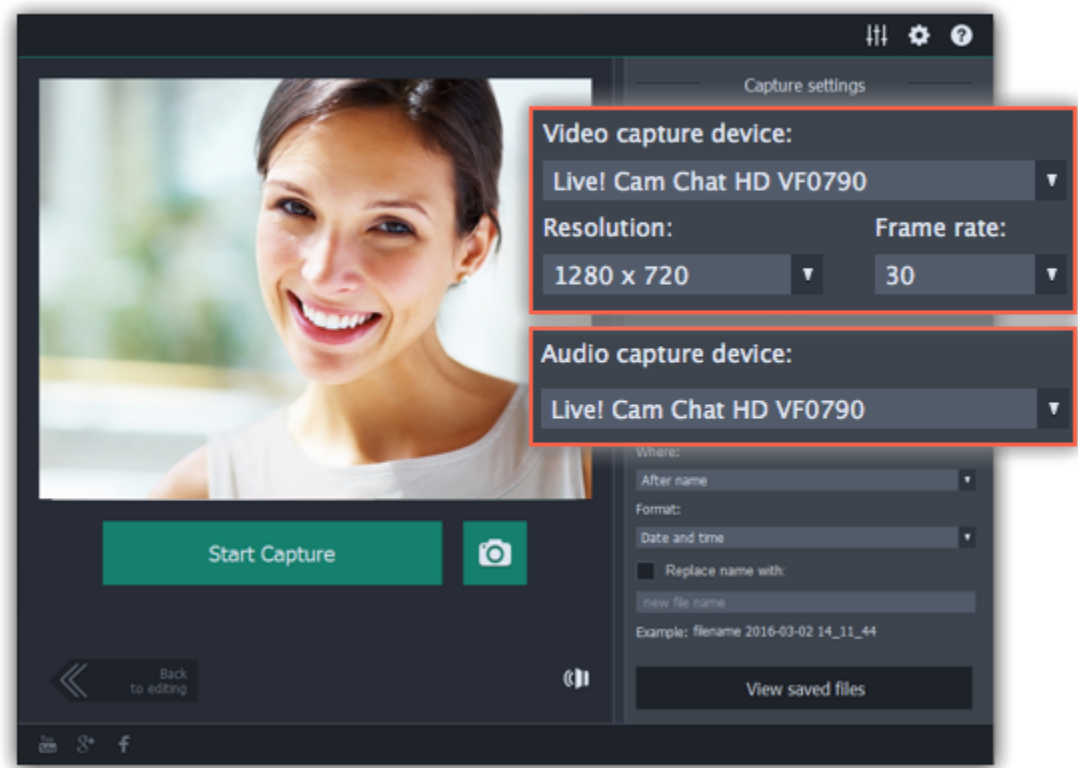 Capture settings
Video capture device:
Live! Cam Chat HD VF0790
Resolution: Frame rate:
1280 x 720 30
Audio capture device:
Live! Cam Chat HD VF0790
Where:
After name
Format:
Date and time
Replace name with:
new file name
Example: filename 2016-03-02 14_11_44
View saved files
Start Capture
Back
to editing